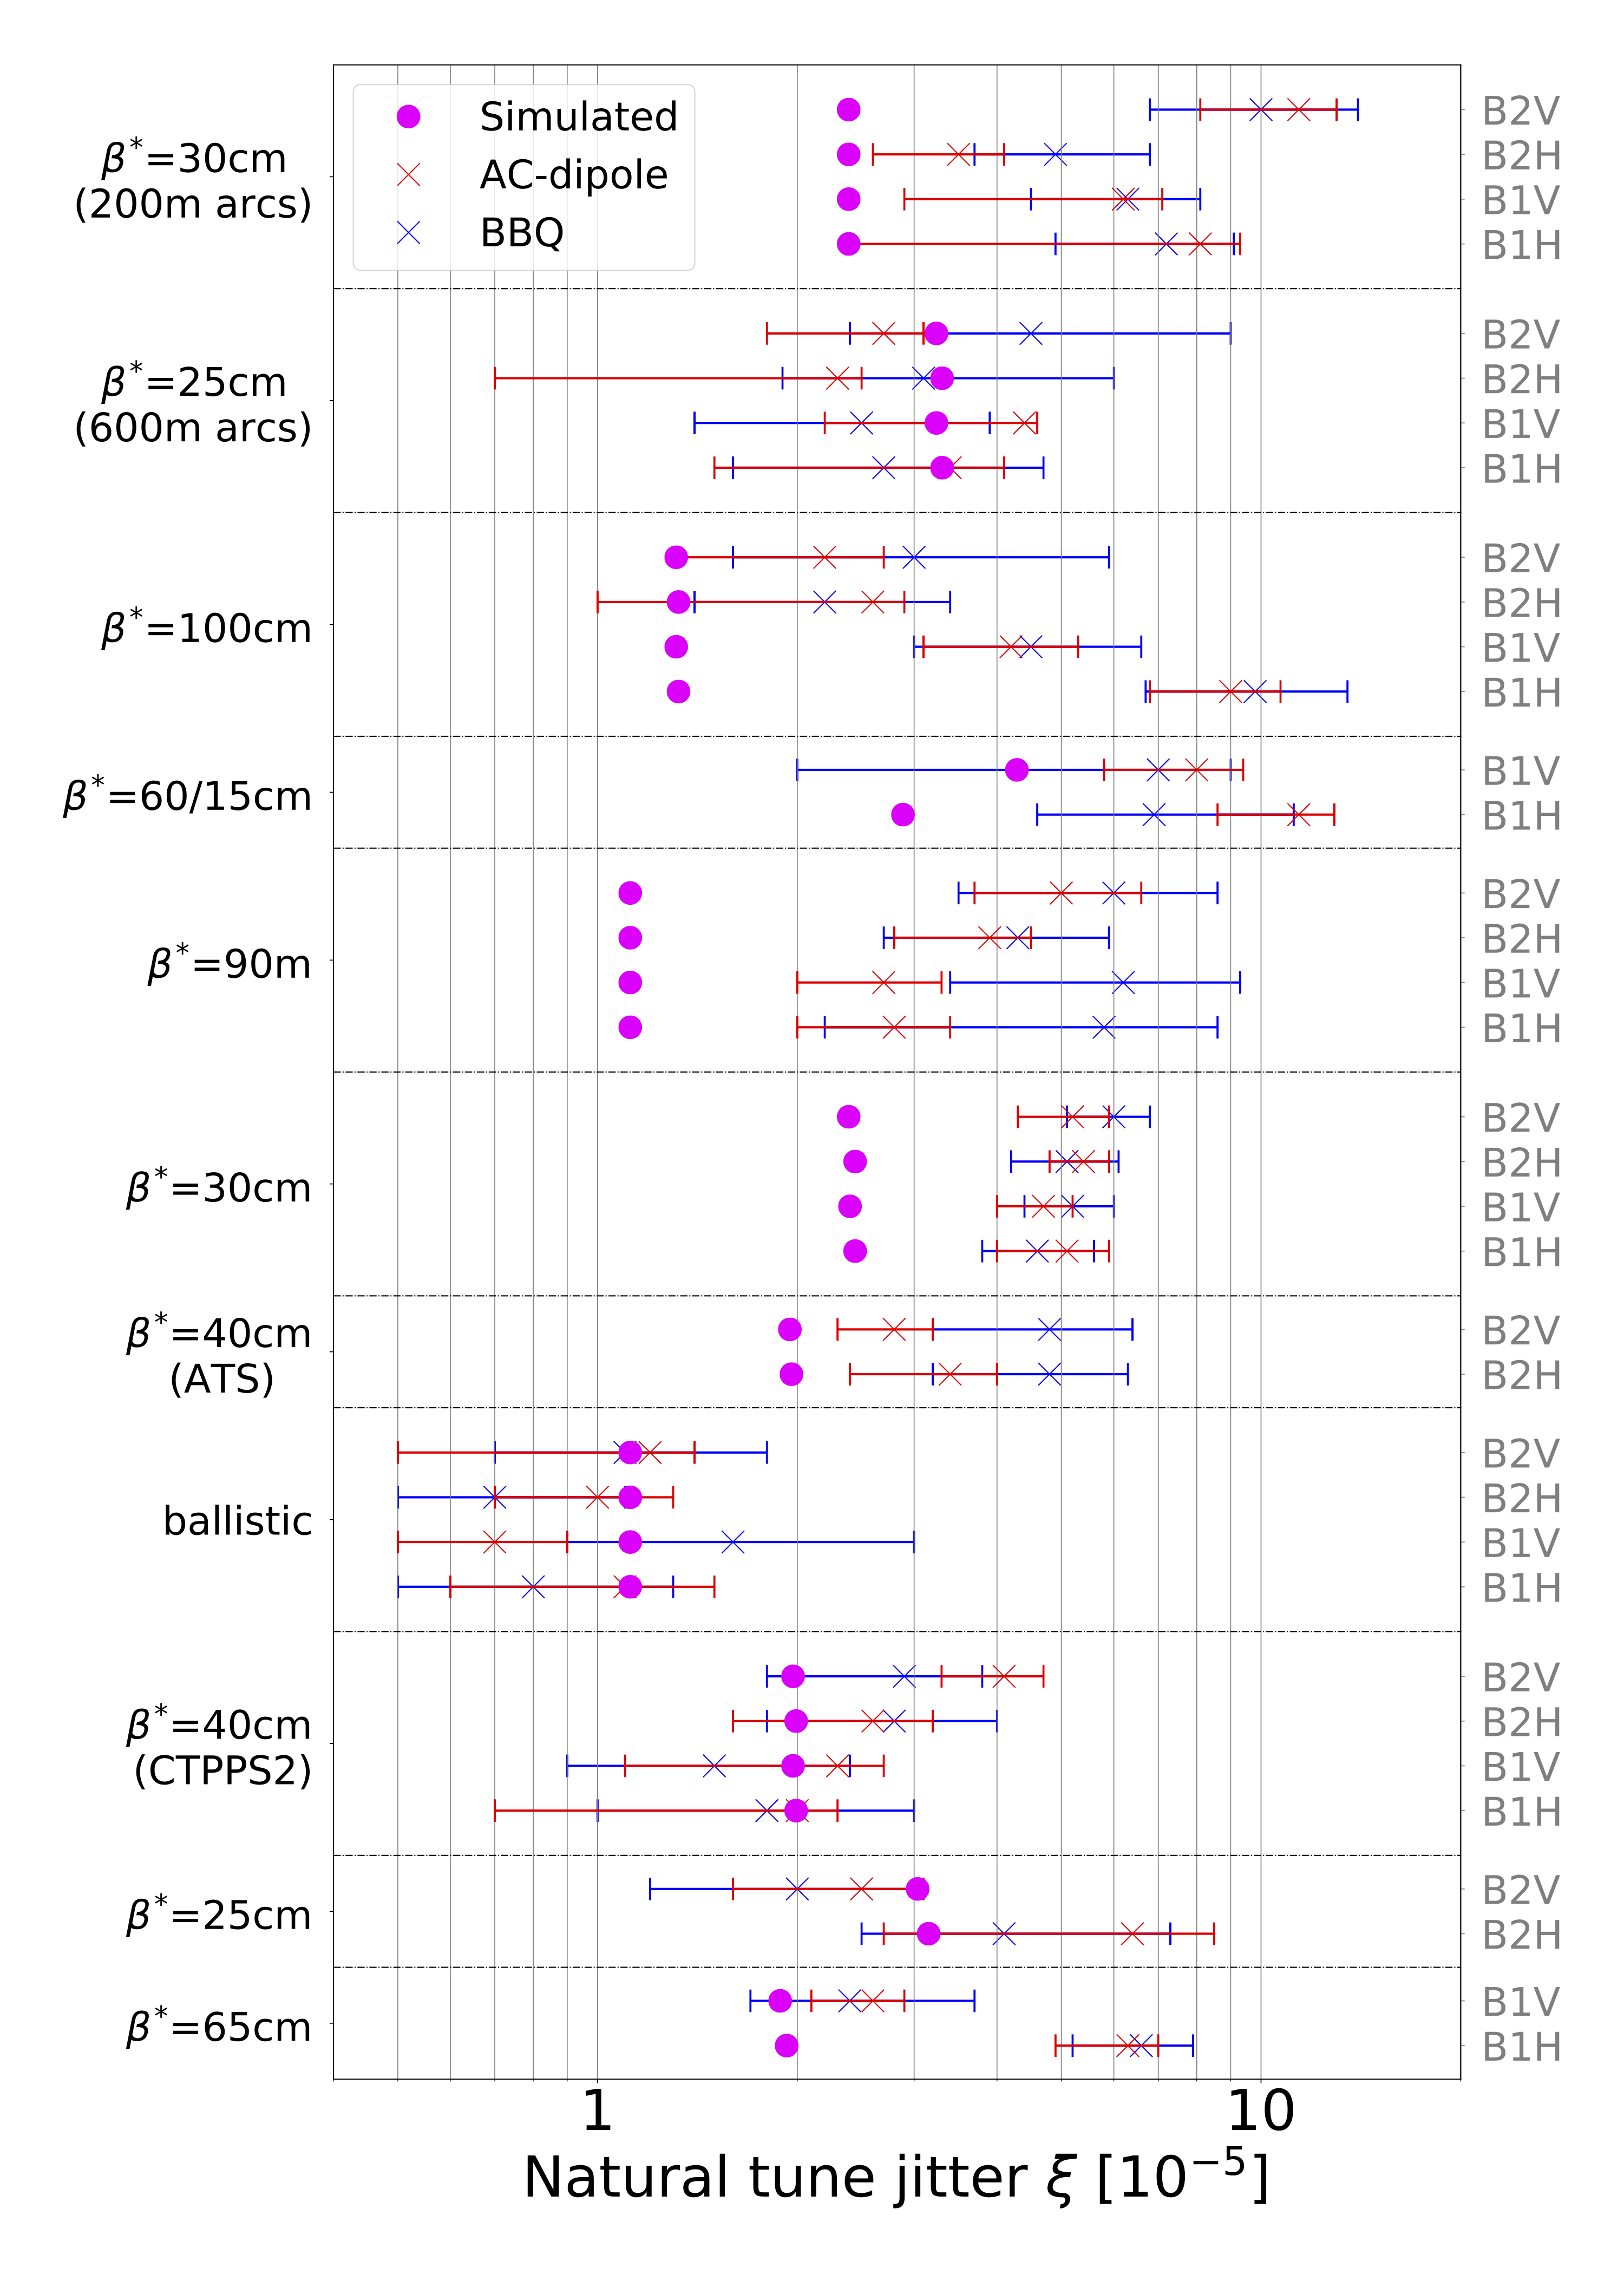 Simulated
AC-dipole
BBQ
β*=30cm
(200m arcs)
B2V
B2H
B1V
B1H
β*=25cm
(600m arcs)
B2V
B2H
B1V
B1H
β*=100cm
B2V
B2H
B1V
B1H
β*=60/15cm
B1V
B1H
β*=90m
B2V
B2H
B1V
B1H
β*=30cm
B2V
B2H
B1V
B1H
β*=40cm
(ATS)
B2V
B2H
ballistic
B2V
B2H
B1V
B1H
β*=40cm
(CTPPS2)
B2V
B2H
B1V
B1H
β*=25cm
B2V
B2H
β*=65cm
B1V
B1H
1 10
Natural tune jitter ξ [10⁻⁵]